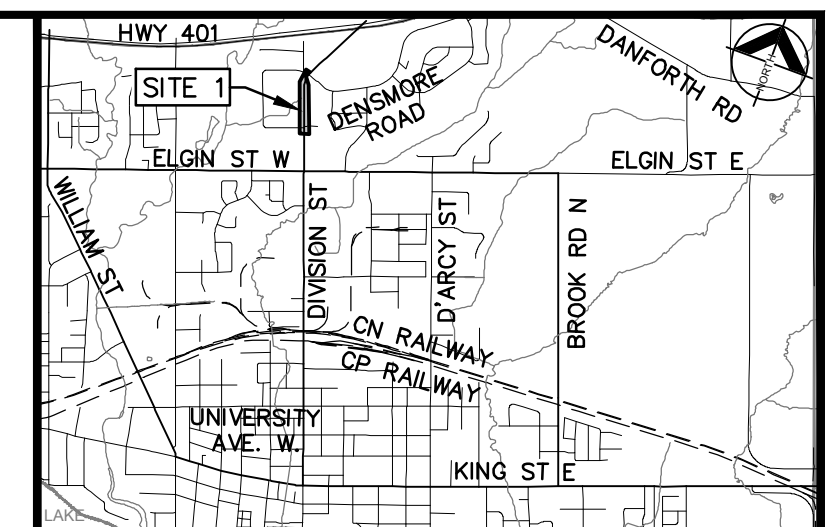 HWY 401
DANFORTH RD
NORTH
SITE 1
DENSMORE
ROAD
ELGIN ST W
ELGIN ST E
WILLIAM ST
DIVISION ST
D'ARCY ST
BROOK RD N
CN RAILWAY
CP RAILWAY
UNIVERSITY
AVE. W.
KING ST E
LAKE